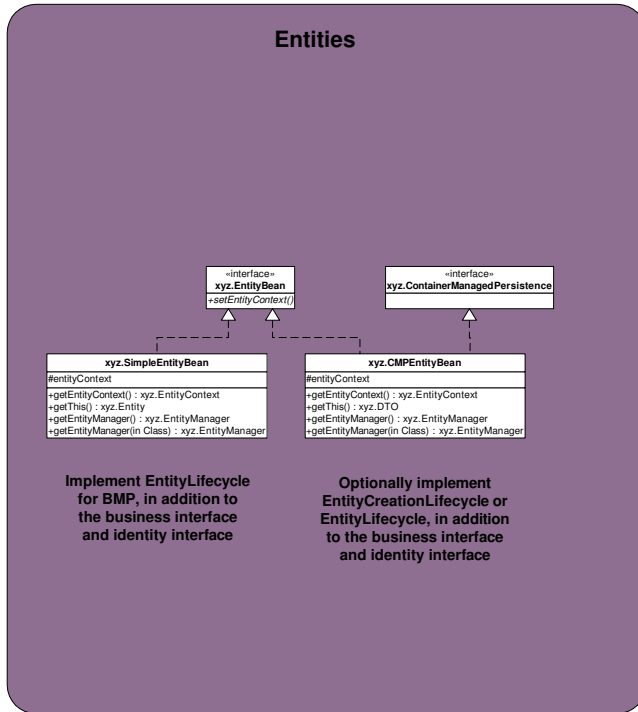 Entities
«interface»
xyz.EntityBean
+setEntityContext()
«interface»
xyz.ContainerManagedPersistence
xyz.SimpleEntityBean
#entityContext
+getEntityContext() : xyz.EntityContext
+getThis() : xyz.Entity
+getEntityManager() : xyz.EntityManager
+getEntityManager(in Class) : xyz.EntityManager
xyz.CMPEntityBean
#entityContext
+getEntityContext() : xyz.EntityContext
+getThis() : xyz.DTO
+getEntityManager() : xyz.EntityManager
+getEntityManager(in Class) : xyz.EntityManager
Implement EntityLifecycle
for BMP, in addition to
the business interface
and identity interface
Optionally implement
EntityCreationLifecycle or
EntityLifecycle, in addition
to the business interface
and identity interface